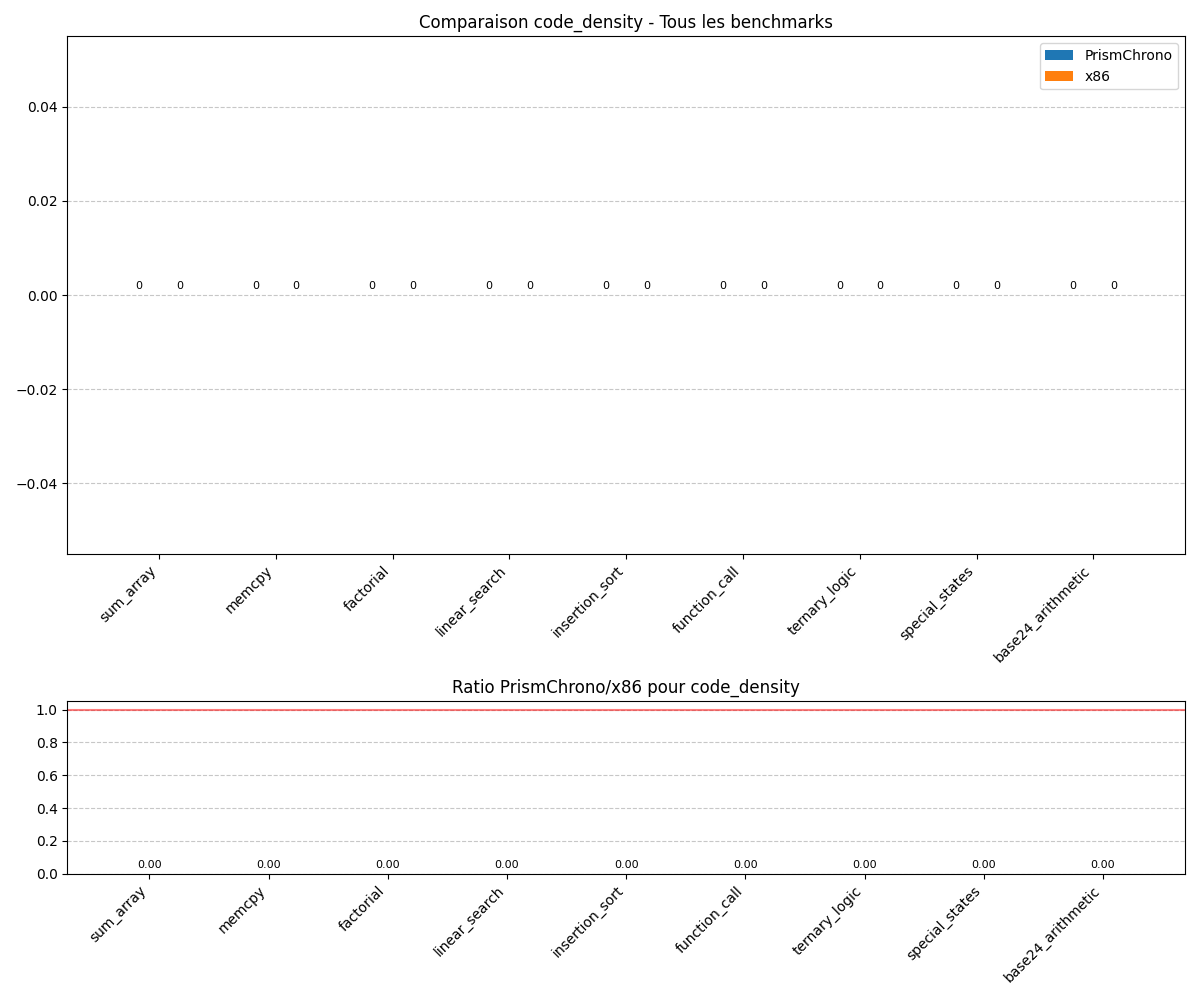 Comparaison code_density - Tous les benchmarks
PrismChrono
x86
0.04
0.02
0.00
−0.02
−0.04
0 0 0 0 0 0 0 0 0 0 0 0 0 0 0 0 0 0
sum_array
memcpy
factorial
linear_search
insertion_sort
function_call
ternary_logic
special_states
base24_arithmetic
Ratio PrismChrono/x86 pour code_density
1.0
0.8
0.6
0.4
0.2
0.0
0.00 0.00 0.00 0.00 0.00 0.00 0.00 0.00 0.00
sum_array
memcpy
factorial
linear_search
insertion_sort
function_call
ternary_logic
special_states
base24_arithmetic